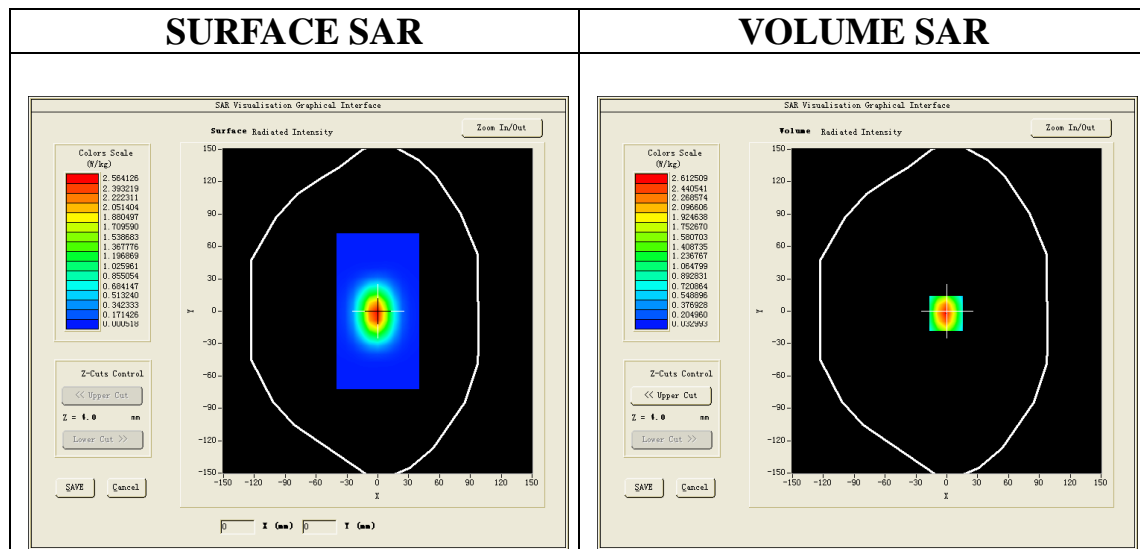 SURFACE SAR
VOLUME SAR
SAR Visualisation Graphical Interface
Surface Radiated Intensity
Zoom In/Out
Colors Scale
(W/kg)
2.564126
2.393219
2.222311
2.051404
1.880497
1.709590
1.538683
1.367776
1.196869
1.025961
0.855054
0.684147
0.513240
0.342333
0.171426
0.000518
150
120
90
60
30
0
-30
-60
-90
-120
-150
Y
-150 -120 -90 -60 -30 0 30 60 90 120 150
X
Z-Cuts Control
<< Upper Cut
Z = 4.0 mm
Lower Cut >>
SAVE Cancel
0 X (mm) 0 Y (mm)
SAR Visualisation Graphical Interface
Volume Radiated Intensity
Zoom In/Out
Colors Scale
(W/kg)
2.612509
2.440541
2.268574
2.096606
1.924638
1.752670
1.580703
1.408735
1.236767
1.064799
0.892831
0.720864
0.548896
0.376928
0.204960
0.032993
150
120
90
60
30
0
-30
-60
-90
-120
-150
Y
-150 -120 -90 -60 -30 0 30 60 90 120 150
X
Z-Cuts Control
<< Upper Cut
Z = 4.0 mm
Lower Cut >>
SAVE Cancel